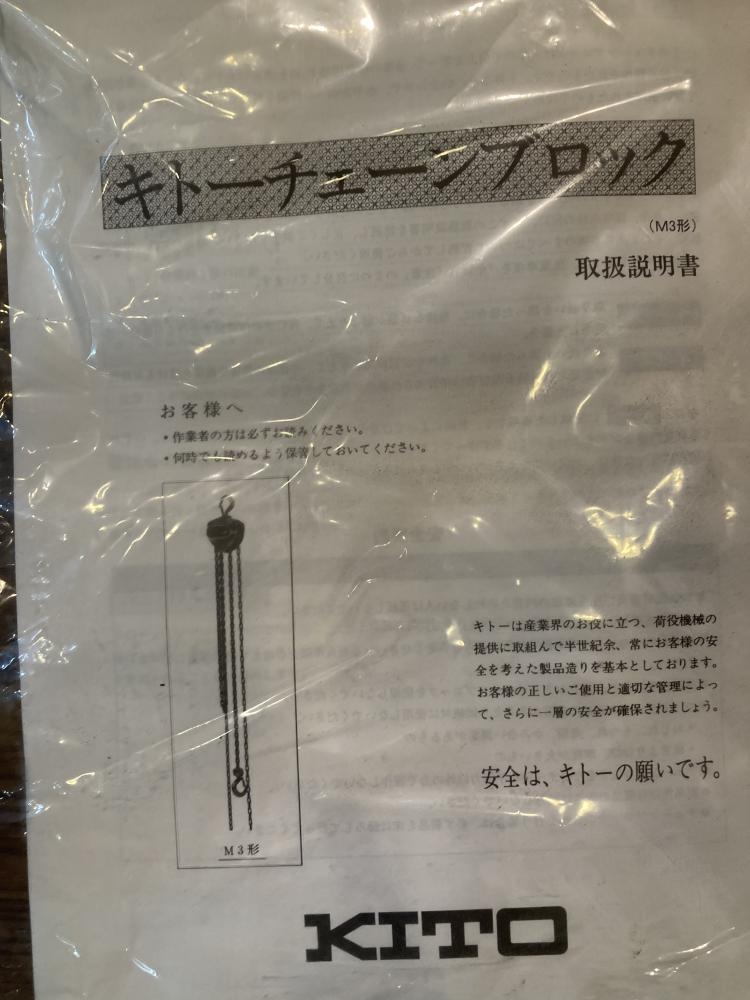 キトーチェーンブロック
（M3形）
取扱説明書
お客様へ
・作業者の方は必ずお読みください。
・何時でも読めるよう保管しておいてください。
M3形
キトーは産業界のお役に立つ、荷役機械の
提供に取組んで半世紀余、常にお客様の安
全を考えた製品造りを基本としております。
お客様の正しいご使用と適切な管理によっ
て、さらに一層の安全が確保されましょう。
安全は、キトーの願いです。
KITO